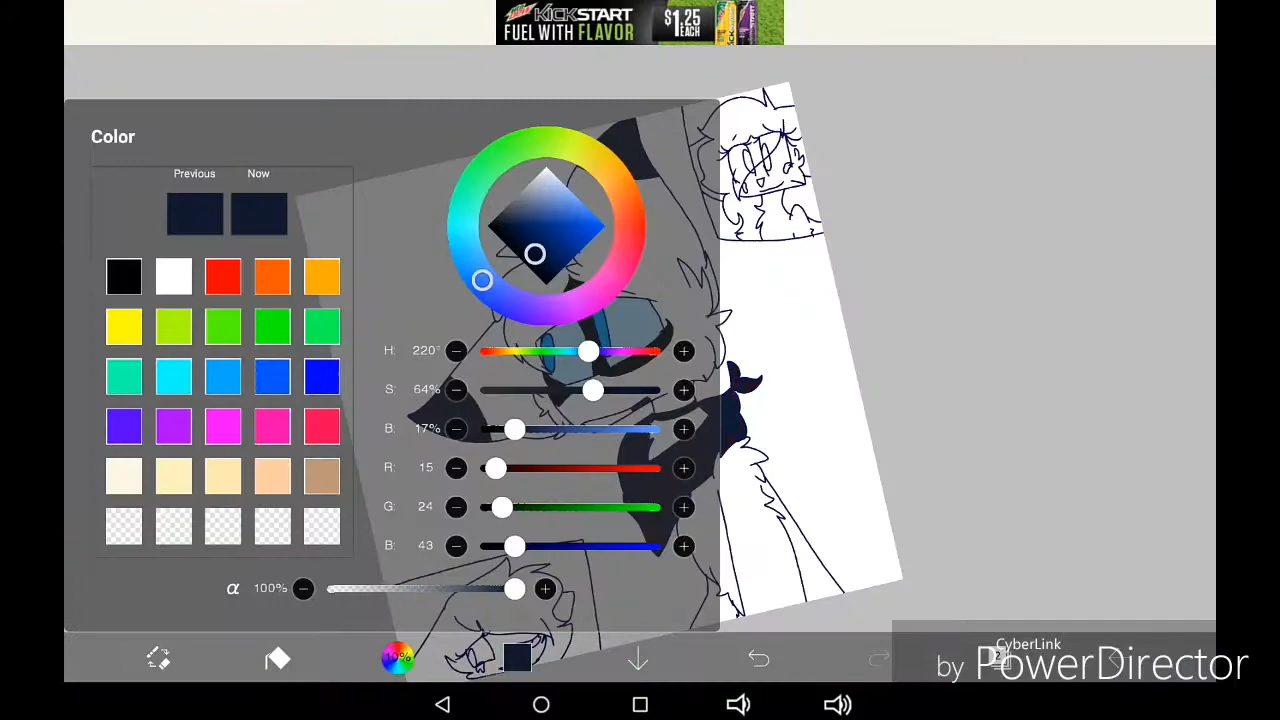 KICKSTART
FUEL WITH FLAVOR
$1.25
EACH
Color
Previous Now
H: 220°
S: 64%
B: 17%
R: 15
G: 24
B: 43
α 100%
10%
CyberLink
by PowerDirector